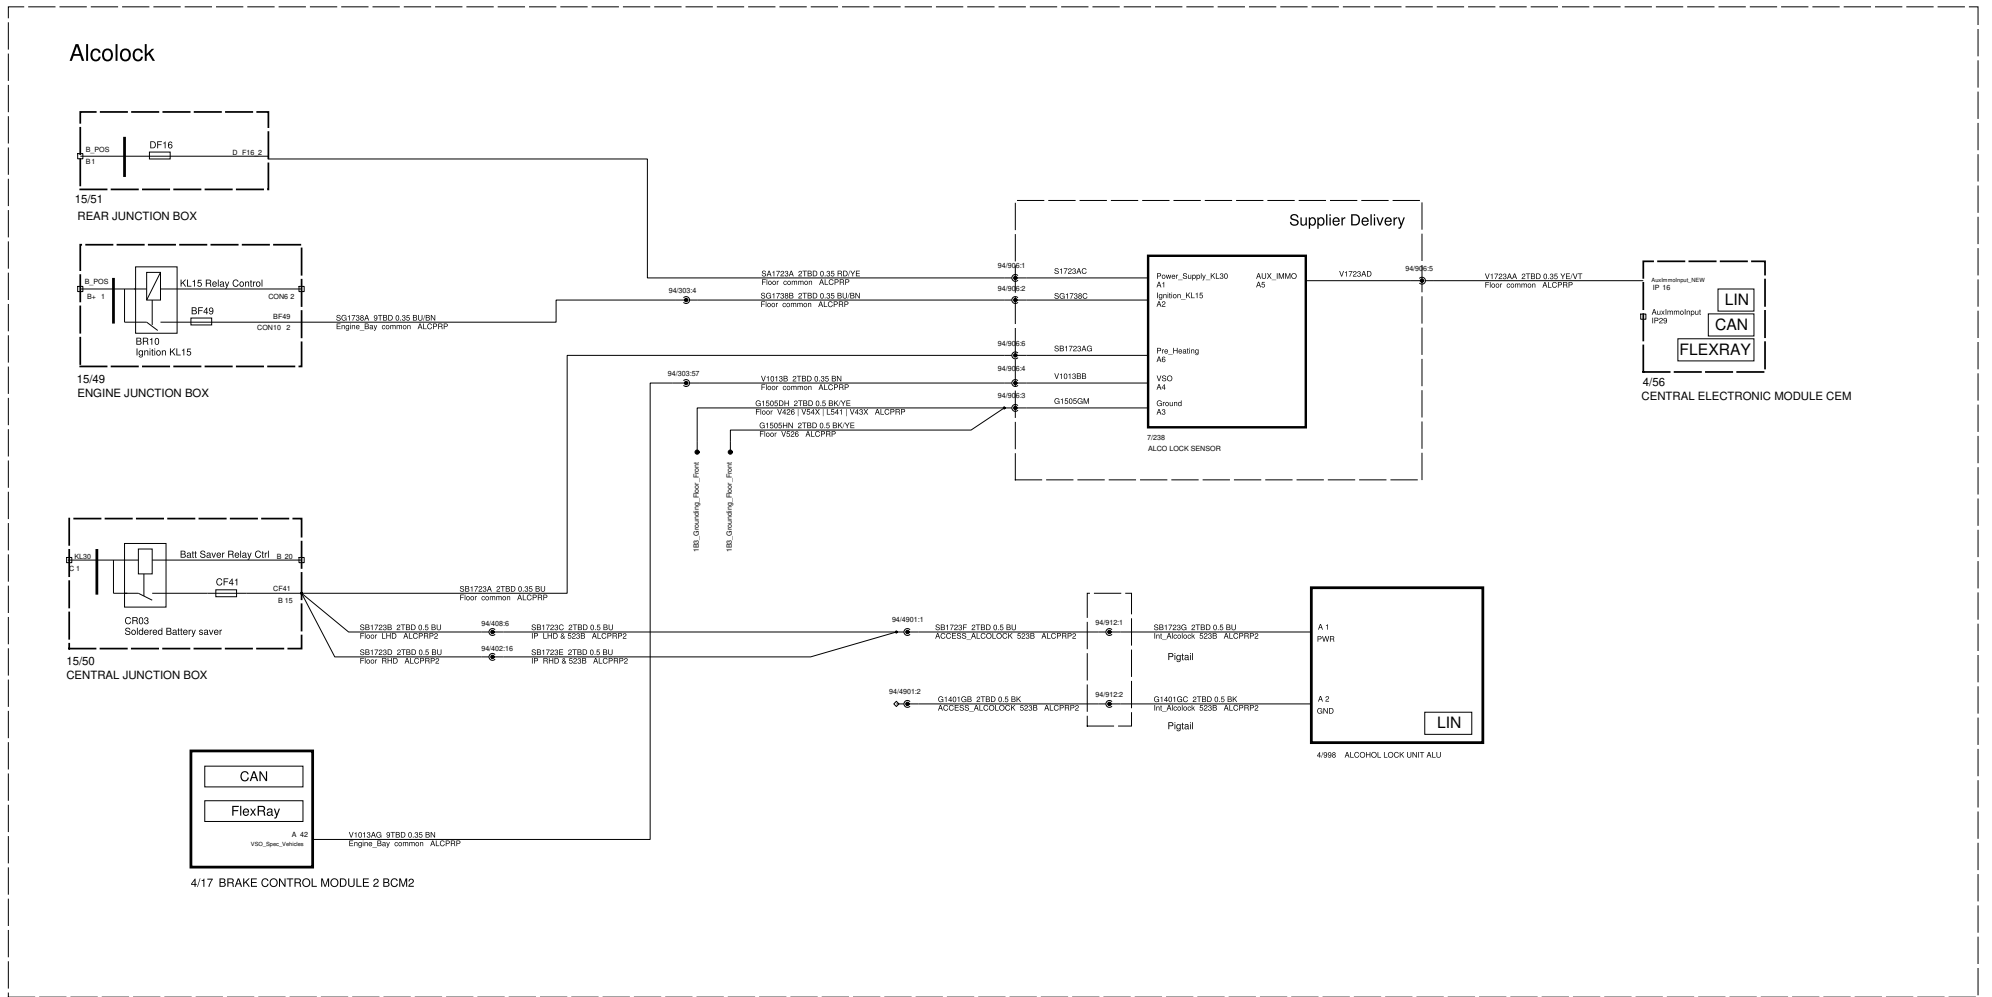 Alcolock
B_POS
B1
DF16
D_F16 2
15/51
REAR JUNCTION BOX
B_POS
B+ 1
KL15 Relay Control
CON6 2
BF49
BF49
CON10 2
BR10
Ignition KL15
15/49
ENGINE JUNCTION BOX
SG1738A 9TBD 0.35 BU/BN
Engine_Bay common ALCPRP
SA1723A 2TBD 0.35 RD/YE
Floor common ALCPRP
94/303:4
SG1738B 2TBD 0.35 BU/BN
Floor common ALCPRP
94/303:57
V1013B 2TBD 0.35 BN
Floor common ALCPRP
G1505DH 2TBD 0.5 BK/YE
Floor V426 | V54X | L541 | V43X ALCPRP
G1505HN 2TBD 0.5 BK/YE
Floor V526 ALCPRP
1B3_Grounding_Floor_Front
1B3_Grounding_Floor_Front
Supplier Delivery
94/906:1
S1723AC
94/906:2
SG1738C
94/906:6
SB1723AG
94/906:4
V1013BB
94/906:3
G1505GM
Power_Supply_KL30
A1
Ignition_KL15
A2
AUX_IMMO
A5
Pre_Heating
A6
VSO
A4
Ground
A3
7/238
ALCO LOCK SENSOR
V1723AD
94/906:5
V1723AA 2TBD 0.35 YE/VT
Floor common ALCPRP
AuxImmoInput_NEW
IP 16
AuxImmoInput
IP29
LIN
CAN
FLEXRAY
4/56
CENTRAL ELECTRONIC MODULE CEM
KL30
C 1
Batt Saver Relay Ctrl
B 20
CF41
CF41
B 15
CR03
Soldered Battery saver
15/50
CENTRAL JUNCTION BOX
SB1723A 2TBD 0.35 BU
Floor common ALCPRP
SB1723B 2TBD 0.5 BU
Floor LHD ALCPRP2
94/408:6
SB1723C 2TBD 0.5 BU
IP LHD & 523B ALCPRP2
SB1723D 2TBD 0.5 BU
Floor RHD ALCPRP2
94/402:16
SB1723E 2TBD 0.5 BU
IP RHD & 523B ALCPRP2
94/4901:1
SB1723F 2TBD 0.5 BU
ACCESS_ALCOLOCK 523B ALCPRP2
94/912:1
SB1723G 2TBD 0.5 BU
Int_Alcolock 523B ALCPRP2
Pigtail
94/4901:2
G1401GB 2TBD 0.5 BK
ACCESS_ALCOLOCK 523B ALCPRP2
94/912:2
G1401GC 2TBD 0.5 BK
Int_Alcolock 523B ALCPRP2
Pigtail
A 1
PWR
A 2
GND
LIN
4/998 ALCOHOL LOCK UNIT ALU
CAN
FlexRay
A 42
VSO_Spec_Vehicles
V1013AG 9TBD 0.35 BN
Engine_Bay common ALCPRP
4/17 BRAKE CONTROL MODULE 2 BCM2